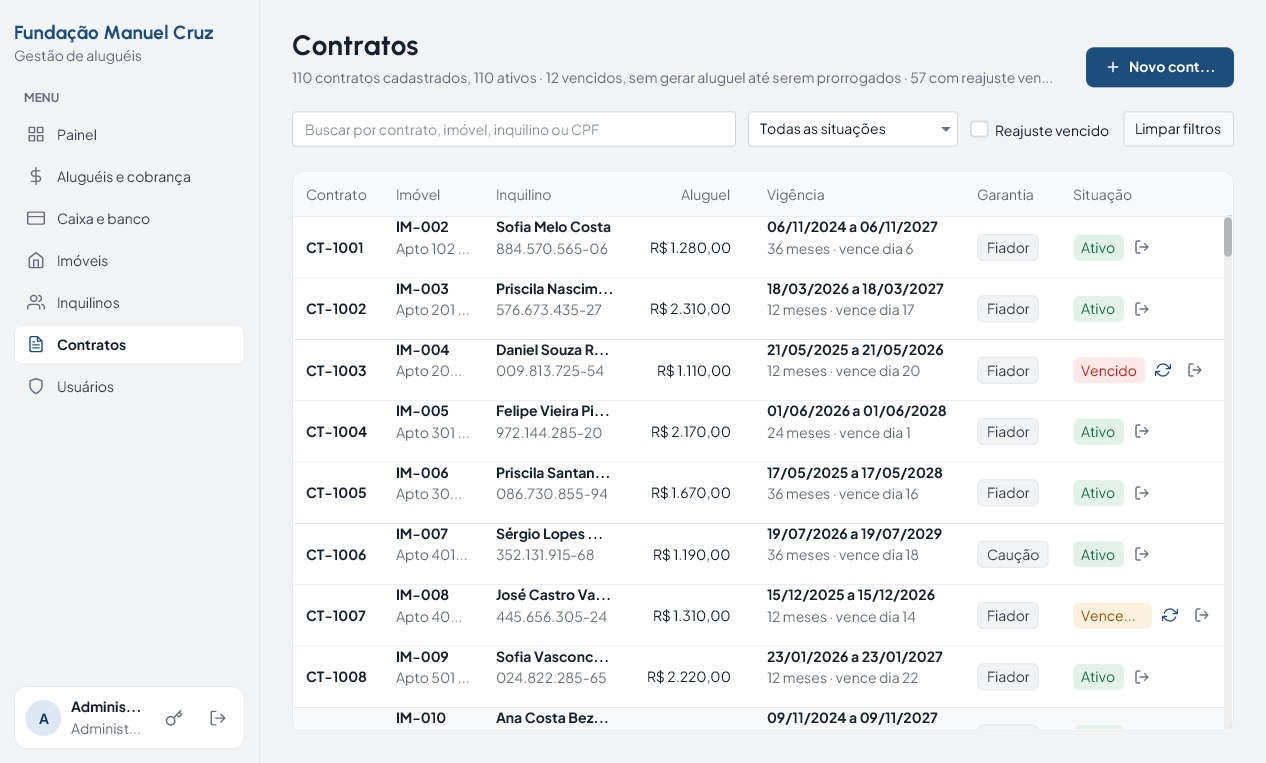 Fundação Manuel Cruz
Gestão de aluguéis
MENU
Painel
Aluguéis e cobrança
Caixa e banco
Imóveis
Inquilinos
Contratos
Usuários
A
Adminis...
Administ...
Contratos
110 contratos cadastrados, 110 ativos · 12 vencidos, sem gerar aluguel até serem prorrogados · 57 com reajuste ven...
+ Novo cont...
Buscar por contrato, imóvel, inquilino ou CPF
Todas as situações
Reajuste vencido
Limpar filtros
Contrato Imóvel Inquilino Aluguel Vigência Garantia Situação
IM-002 Sofia Melo Costa 06/11/2024 a 06/11/2027
CT-1001 Apto 102 ... 884.570.565-06 R$ 1.280,00 36 meses · vence dia 6 Fiador Ativo
IM-003 Priscila Nascim... 18/03/2026 a 18/03/2027
CT-1002 Apto 201 ... 576.673.435-27 R$ 2.310,00 12 meses · vence dia 17 Fiador Ativo
IM-004 Daniel Souza R... 21/05/2025 a 21/05/2026
CT-1003 Apto 20... 009.813.725-54 R$ 1.110,00 12 meses · vence dia 20 Fiador Vencido
IM-005 Felipe Vieira Pi... 01/06/2026 a 01/06/2028
CT-1004 Apto 301 ... 972.144.285-20 R$ 2.170,00 24 meses · vence dia 1 Fiador Ativo
IM-006 Priscila Santan... 17/05/2025 a 17/05/2028
CT-1005 Apto 30... 086.730.855-94 R$ 1.670,00 36 meses · vence dia 16 Fiador Ativo
IM-007 Sérgio Lopes ... 19/07/2026 a 19/07/2029
CT-1006 Apto 401... 352.131.915-68 R$ 1.190,00 36 meses · vence dia 18 Caução Ativo
IM-008 José Castro Va... 15/12/2025 a 15/12/2026
CT-1007 Apto 40... 445.656.305-24 R$ 1.310,00 12 meses · vence dia 14 Fiador Vence...
IM-009 Sofia Vasconc... 23/01/2026 a 23/01/2027
CT-1008 Apto 501 ... 024.822.285-65 R$ 2.220,00 12 meses · vence dia 22 Fiador Ativo
IM-010 Ana Costa Bez... 09/11/2024 a 09/11/2027